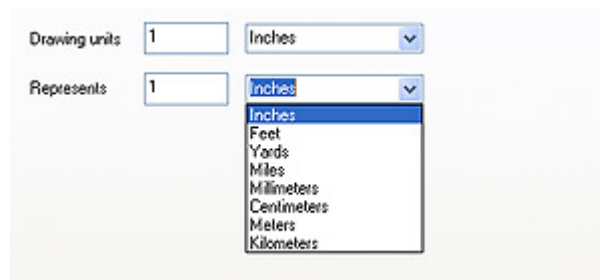 Drawing units 1 Inches
Represents 1 Inches
Inches
Feet
Yards
Miles
Millimeters
Centimeters
Meters
Kilometers